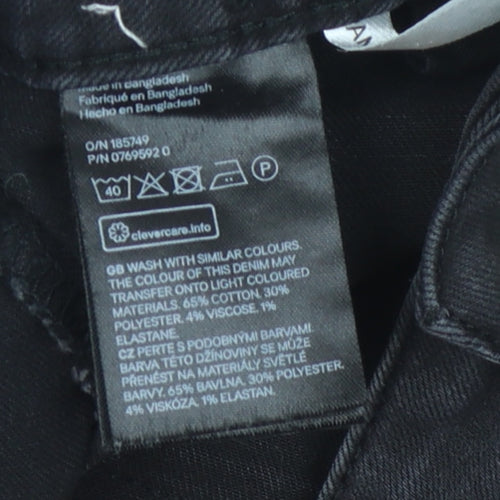 Made in Bangladesh
Fabriqué en Bangladesh
Hecho en Bangladesh
O/N 185749
P/N 0769592 0
40
P
clevercare.info
GB WASH WITH SIMILAR COLOURS.
THE COLOUR OF THIS DENIM MAY
TRANSFER ONTO LIGHT COLOURED
MATERIALS. 65% COTTON. 30%
POLYESTER. 4% VISCOSE. 1%
ELASTANE.
CZ PERTE S PODOBNÝMI BARVAMI.
BARVA TÉTO DŽÍNOVINY SE MŮŽE
PŘENÉST NA MATERIÁLY SVĚTLÉ
BARVY. 65% BAVLNA. 30% POLYESTER.
4% VISKÓZA. 1% ELASTAN.